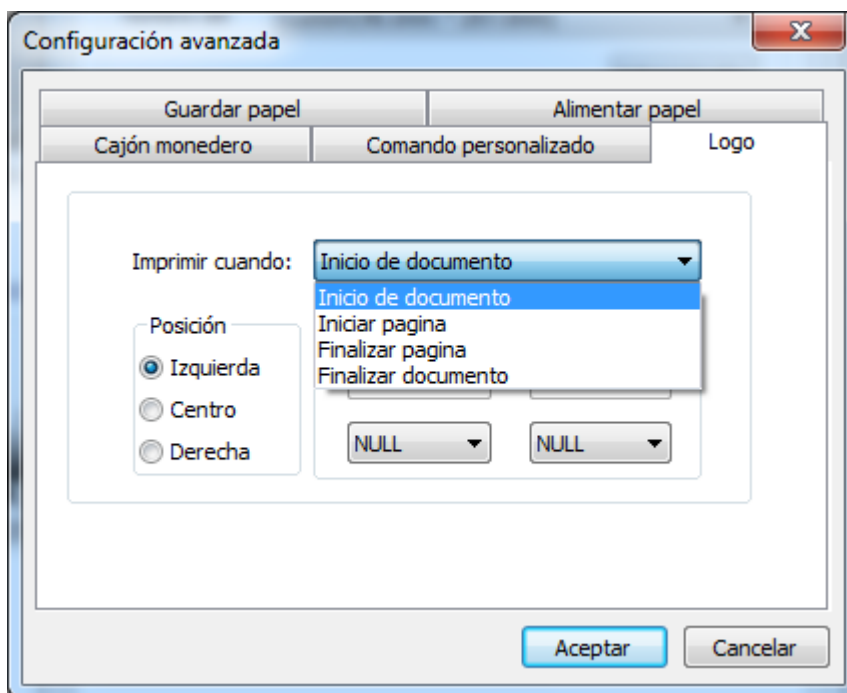 Configuración avanzada
Guardar papel
Alimentar papel
Cajón monedero
Comando personalizado
Logo
Imprimir cuando:
Inicio de documento
Inicio de documento
Iniciar pagina
Finalizar pagina
Finalizar documento
Posición
Izquierda
Centro
Derecha
NULL
NULL
Aceptar
Cancelar